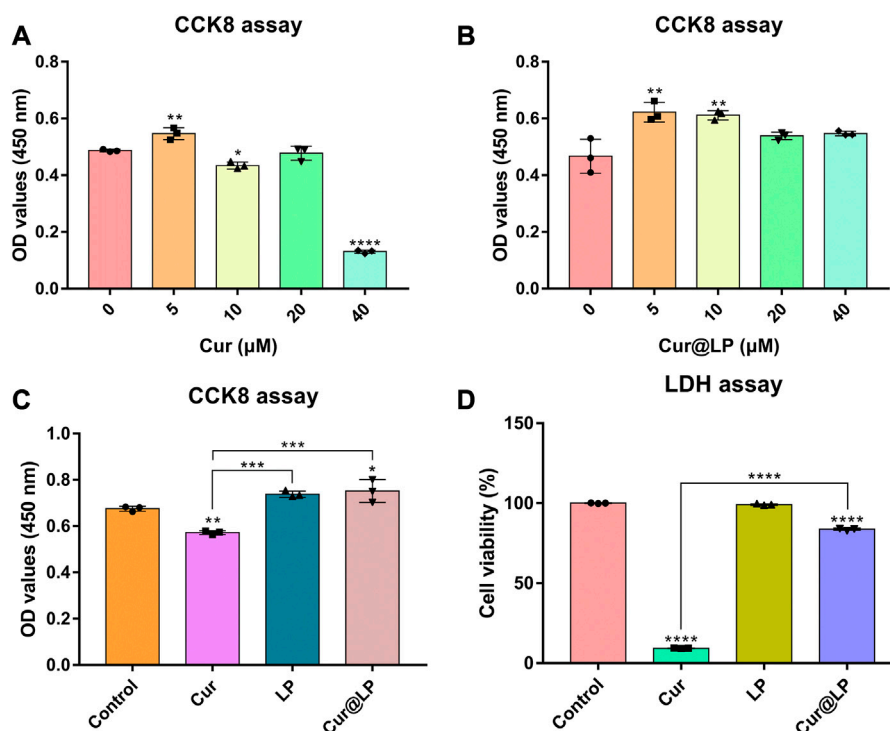 A
CCK8 assay
OD values (450 nm)
0.8
0.6
0.4
0.2
0.0
**
*
****
0
5
10
20
40
Cur (µM)
B
CCK8 assay
OD values (450 nm)
0.8
0.6
0.4
0.2
0.0
**
**
0
5
10
20
40
Cur@LP (µM)
C
CCK8 assay
OD values (450 nm)
1.0
0.8
0.6
0.4
0.2
0.0
***
***
**
*
Control
Cur
LP
Cur@LP
D
LDH assay
Cell viability (%)
150
100
50
0
****
****
****
Control
Cur
LP
Cur@LP